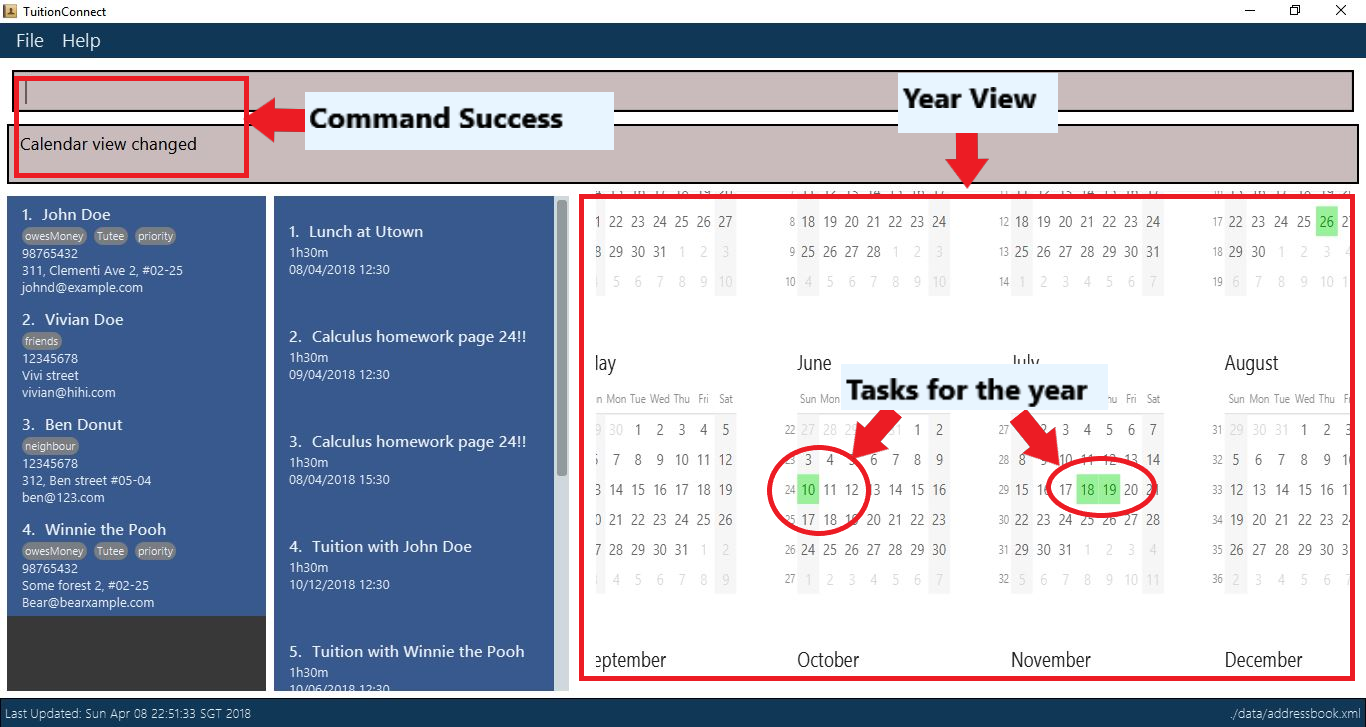 TuitionConnect
File Help
Command Success
Year View
Calendar view changed
1. John Doe
owesMoney Tutee priority
98765432
311, Clementi Ave 2, #02-25
johnd@example.com
2. Vivian Doe
friends
12345678
Vivi street
vivian@hihi.com
3. Ben Donut
neighbour
12345678
312, Ben street #05-04
ben@123.com
4. Winnie the Pooh
owesMoney Tutee priority
98765432
Some forest 2, #02-25
Bear@bearxample.com
1. Lunch at Utown
1h30m
08/04/2018 12:30
2. Calculus homework page 24!!
1h30m
09/04/2018 12:30
3. Calculus homework page 24!!
1h30m
08/04/2018 15:30
4. Tuition with John Doe
1h30m
10/12/2018 12:30
5. Tuition with Winnie the Pooh
1h30m
10/06/2018 12:30
22 23 24 25 26 27
29 30 31 1 2 3
5 6 7 8 9 10
8 18 19 20 21 22 23 24
9 25 26 27 28 1 2 3
10 4 5 6 7 8 9 10
12 18 19 20 21 22 23 24
13 25 26 27 28 29 30 31
14 1 2 3 4 5 6 7
17 22 23 24 25 26
18 29 30 1 2 3
19 6 7 8 9 10
Tasks for the year
Mon Tue Wed Thu Fri Sat
30 1 2 3 4 5
7 8 9 10 11 12
14 15 16 17 18 19
21 22 23 24 25 26
28 29 30 31 1 2
4 5 6 7 8 9
June
Sun Mon
22 27 28 1 2
23 3 4 5 6 7 8 9
24 10 11 12 13 14 15 16
25 17 18 19 20 21 22 23
26 24 25 26 27 28 29 30
27 1 2 3 4 5 6 7
July
Thu Fri Sat
27 3 4 5 6 7
28 8 9 10 11 12 13 14
29 15 16 17 18 19 20 21
30 22 23 24 25 26 27 28
31 29 30 31 1 2 3 4
32 5 6 7 8 9 10 11
August
Sun Mon Tue Wed Thu
31 29 30 31 1 2
32 5 6 7 8 9
33 12 13 14 15 16
34 19 20 21 22 23
35 26 27 28 29 30
36 2 3 4 5 6
October
November
December
Last Updated: Sun Apr 08 22:51:33 SGT 2018
./data/addressbook.xml